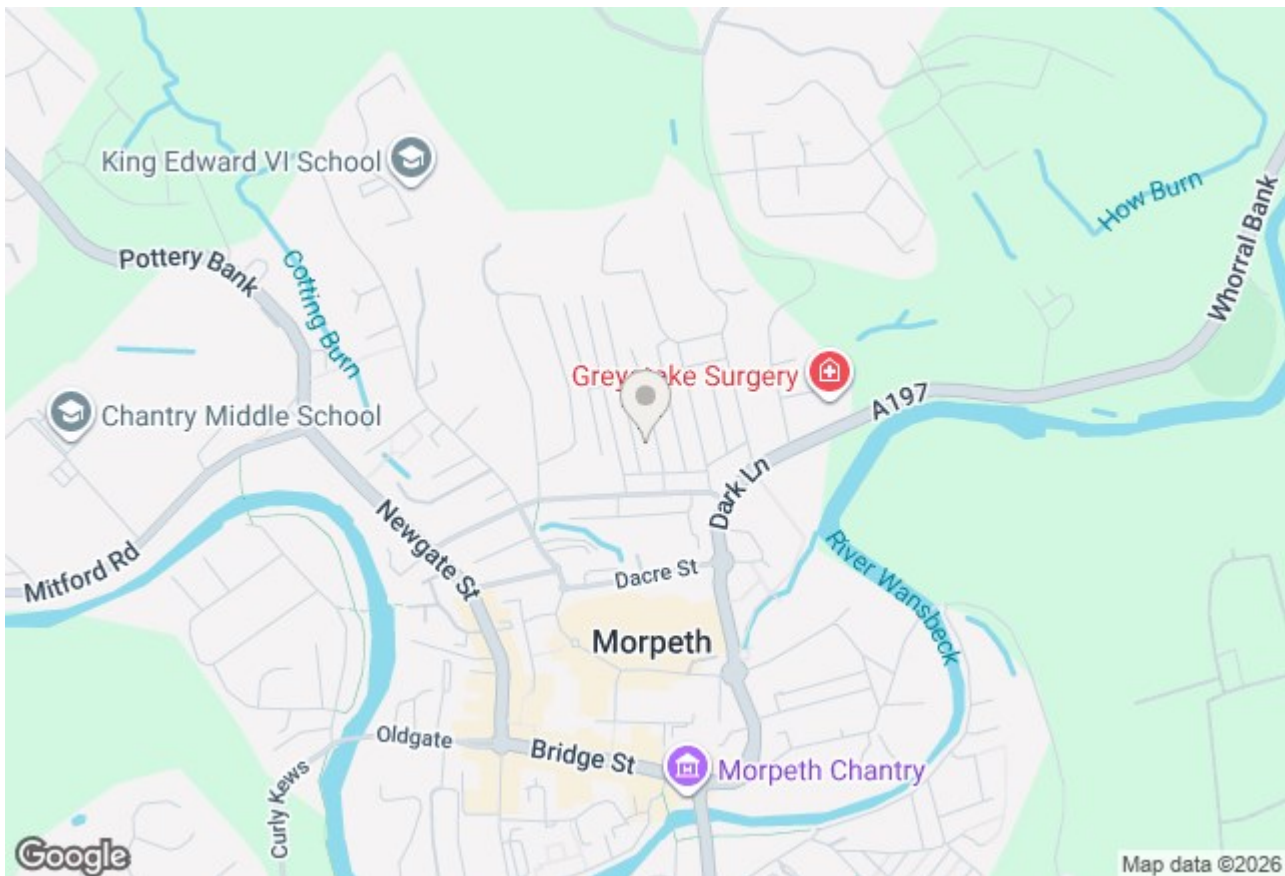 King Edward VI School
How Burn
Whorral Bank
Pottery Bank
Cotting Burn
Surgery
A197
Chantry Middle School
Dark Ln
Newgate St
River Wansbeck
Mitford Rd
Dacre St
Morpeth
Oldgate
Bridge St
Morpeth Chantry
Curly Kews
Google
Map data ©2026